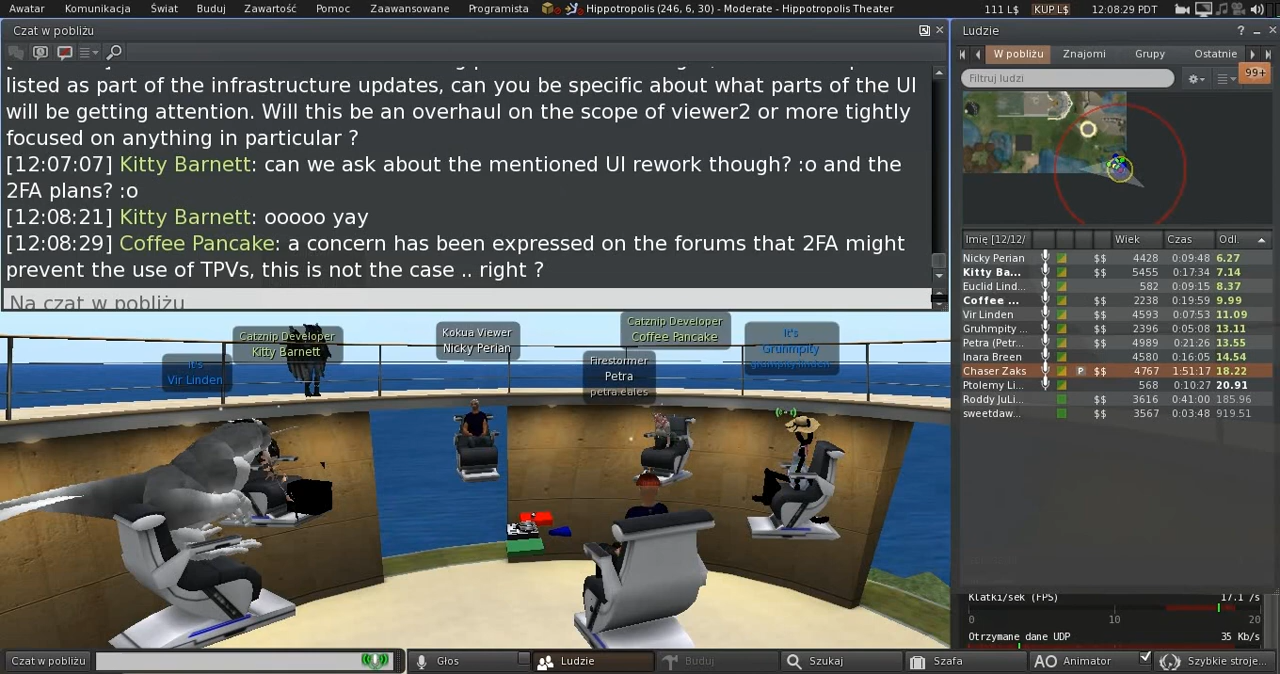 Awatar Komunikacja Świat Buduj Zawartość Pomoc Zaawansowane Programista Hippotropolis (246, 6, 30) - Moderate - Hippotropolis Theater 111 L$ KUP L$ 12:08:29 PDT
Czat w pobliżu
listed as part of the infrastructure updates, can you be specific about what parts of the UI
will be getting attention. Will this be an overhaul on the scope of viewer2 or more tightly
focused on anything in particular ?
[12:07:07] Kitty Barnett: can we ask about the mentioned UI rework though? :o and the
2FA plans? :o
[12:08:21] Kitty Barnett: ooooo yay
[12:08:29] Coffee Pancake: a concern has been expressed on the forums that 2FA might
prevent the use of TPVs, this is not the case .. right ?
Na czat w pobliżu
Catznip Developer
Kitty Barnett
It's
Vir Linden
Kokua Viewer
Nicky Perian
Catznip Developer
Coffee Pancake
Firestormer
Petra
petra.eales
It's
Gruhmpity
grumpity.linden
Ludzie
W pobliżu Znajomi Grupy Ostatnie
Filtruj ludzi
99+
Imię [12/12/ Wiek Czas Odl.
Nicky Perian $$ 4428 0:09:48 6.27
Kitty Ba... $$ 5455 0:17:34 7.14
Euclid Lind... 582 0:09:15 8.37
Coffee ... $$ 2238 0:19:59 9.99
Vir Linden $$ 4593 0:07:53 11.09
Gruhmpity ... $$ 2396 0:05:08 13.11
Petra (Petr... $$ 4989 0:21:26 13.55
Inara Breen 4580 0:16:05 14.54
Chaser Zaks P $$ 4767 1:51:17 18.22
Ptolemy Li... 568 0:10:27 20.91
Roddy JuLi... $$ 3616 0:41:00 185.96
sweetdaw... $$ 3567 0:03:48 919.51
Klatki/sek (FPS) 17.1 /s
0 10 20
Otrzymane dane UDP 35 Kb/s
Czat w pobliżu Głos Ludzie Buduj Szukaj Szafa AO Animator Szybkie stroje...